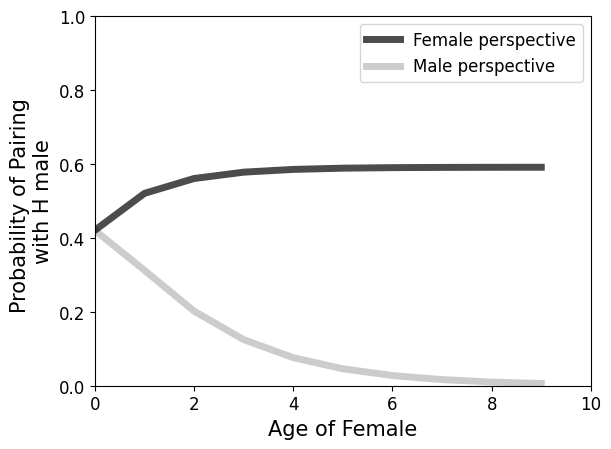 1.0
0.8
0.6
0.4
0.2
0.0
0
2
4
6
8
10
Age of Female
Probability of Pairing
with H male
Female perspective
Male perspective